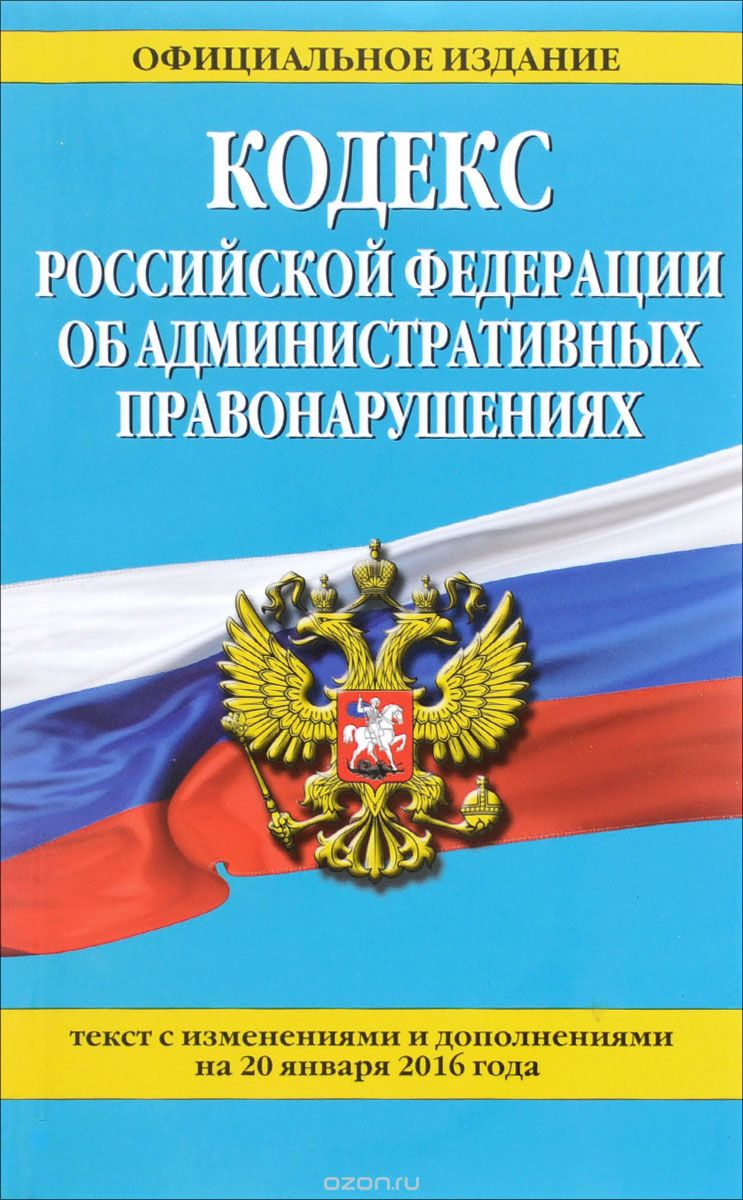 ОФИЦИАЛЬНОЕ ИЗДАНИЕ
КОДЕКС
РОССИЙСКОЙ ФЕДЕРАЦИИ
ОБ АДМИНИСТРАТИВНЫХ
ПРАВОНАРУШЕНИЯХ
текст с изменениями и дополнениями
на 20 января 2016 года
ozon.ru